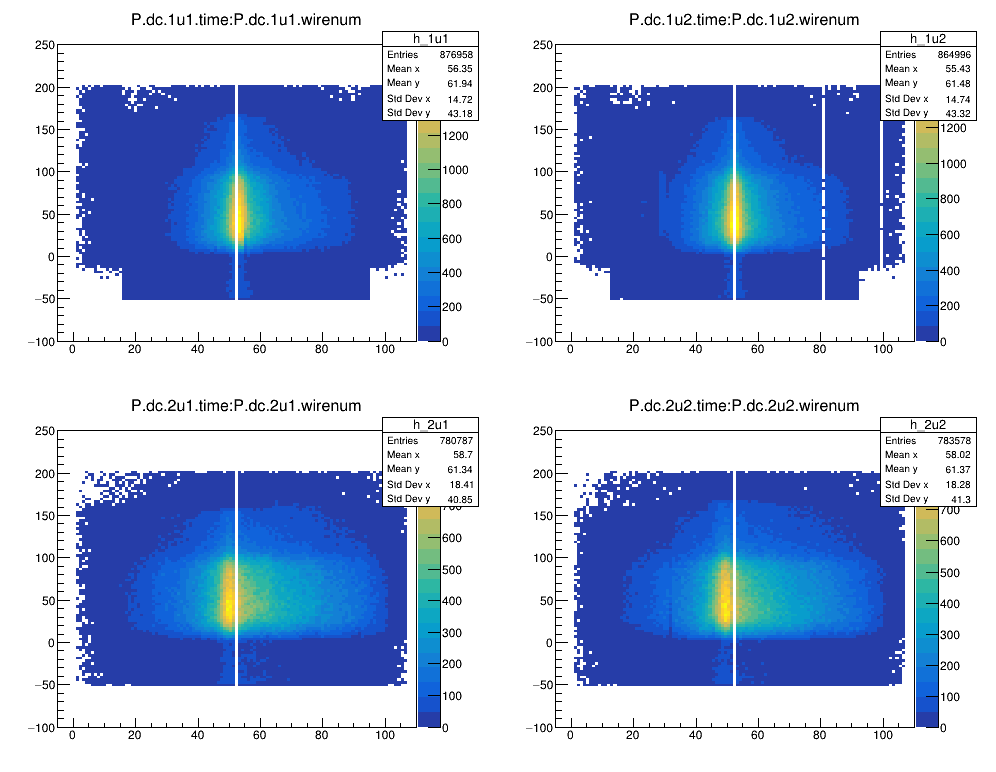 P.dc.1u1.time:P.dc.1u1.wirenum
h_1u1
Entries 876958
Mean x 56.35
Mean y 61.94
Std Dev x 14.72
Std Dev y 43.18
250
200
150
100
50
0
−50
−100
0 20 40 60 80 100
1200
1000
800
600
400
200
0
P.dc.1u2.time:P.dc.1u2.wirenum
h_1u2
Entries 864996
Mean x 55.43
Mean y 61.48
Std Dev x 14.74
Std Dev y 43.32
250
200
150
100
50
0
−50
−100
0 20 40 60 80 100
1200
1000
800
600
400
200
0
P.dc.2u1.time:P.dc.2u1.wirenum
h_2u1
Entries 780787
Mean x 58.7
Mean y 61.34
Std Dev x 18.41
Std Dev y 40.85
250
200
150
100
50
0
−50
−100
0 20 40 60 80 100
700
600
500
400
300
200
100
0
P.dc.2u2.time:P.dc.2u2.wirenum
h_2u2
Entries 783578
Mean x 58.02
Mean y 61.37
Std Dev x 18.28
Std Dev y 41.3
250
200
150
100
50
0
−50
−100
0 20 40 60 80 100
700
600
500
400
300
200
100
0